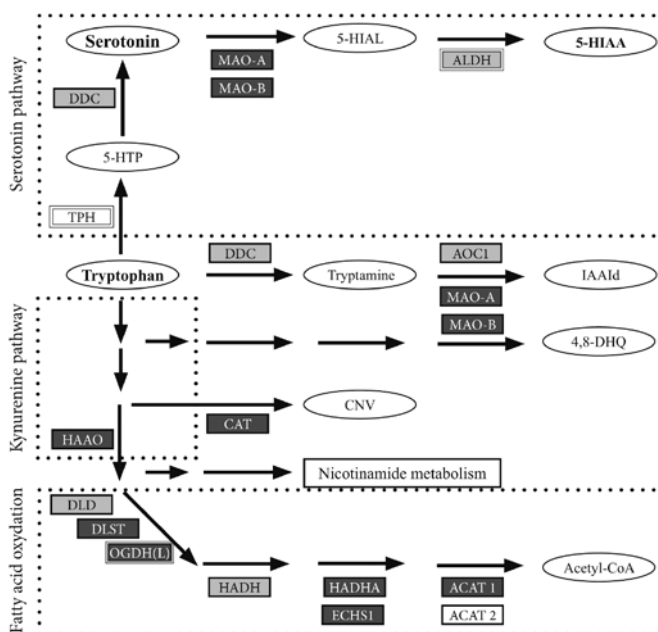 Serotonin pathway
Serotonin
MAO-A
MAO-B
5-HIAL
ALDH
5-HIAA
DDC
5-HTP
TPH
Tryptophan
DDC
Tryptamine
AOC1
MAO-A
MAO-B
IAAId
4,8-DHQ
Kynurenine pathway
CNV
CAT
HAAO
Nicotinamide metabolism
Fatty acid oxydation
DLD
DLST
OGDH(L)
HADH
HADHA
ECHS1
ACAT 1
ACAT 2
Acetyl-CoA